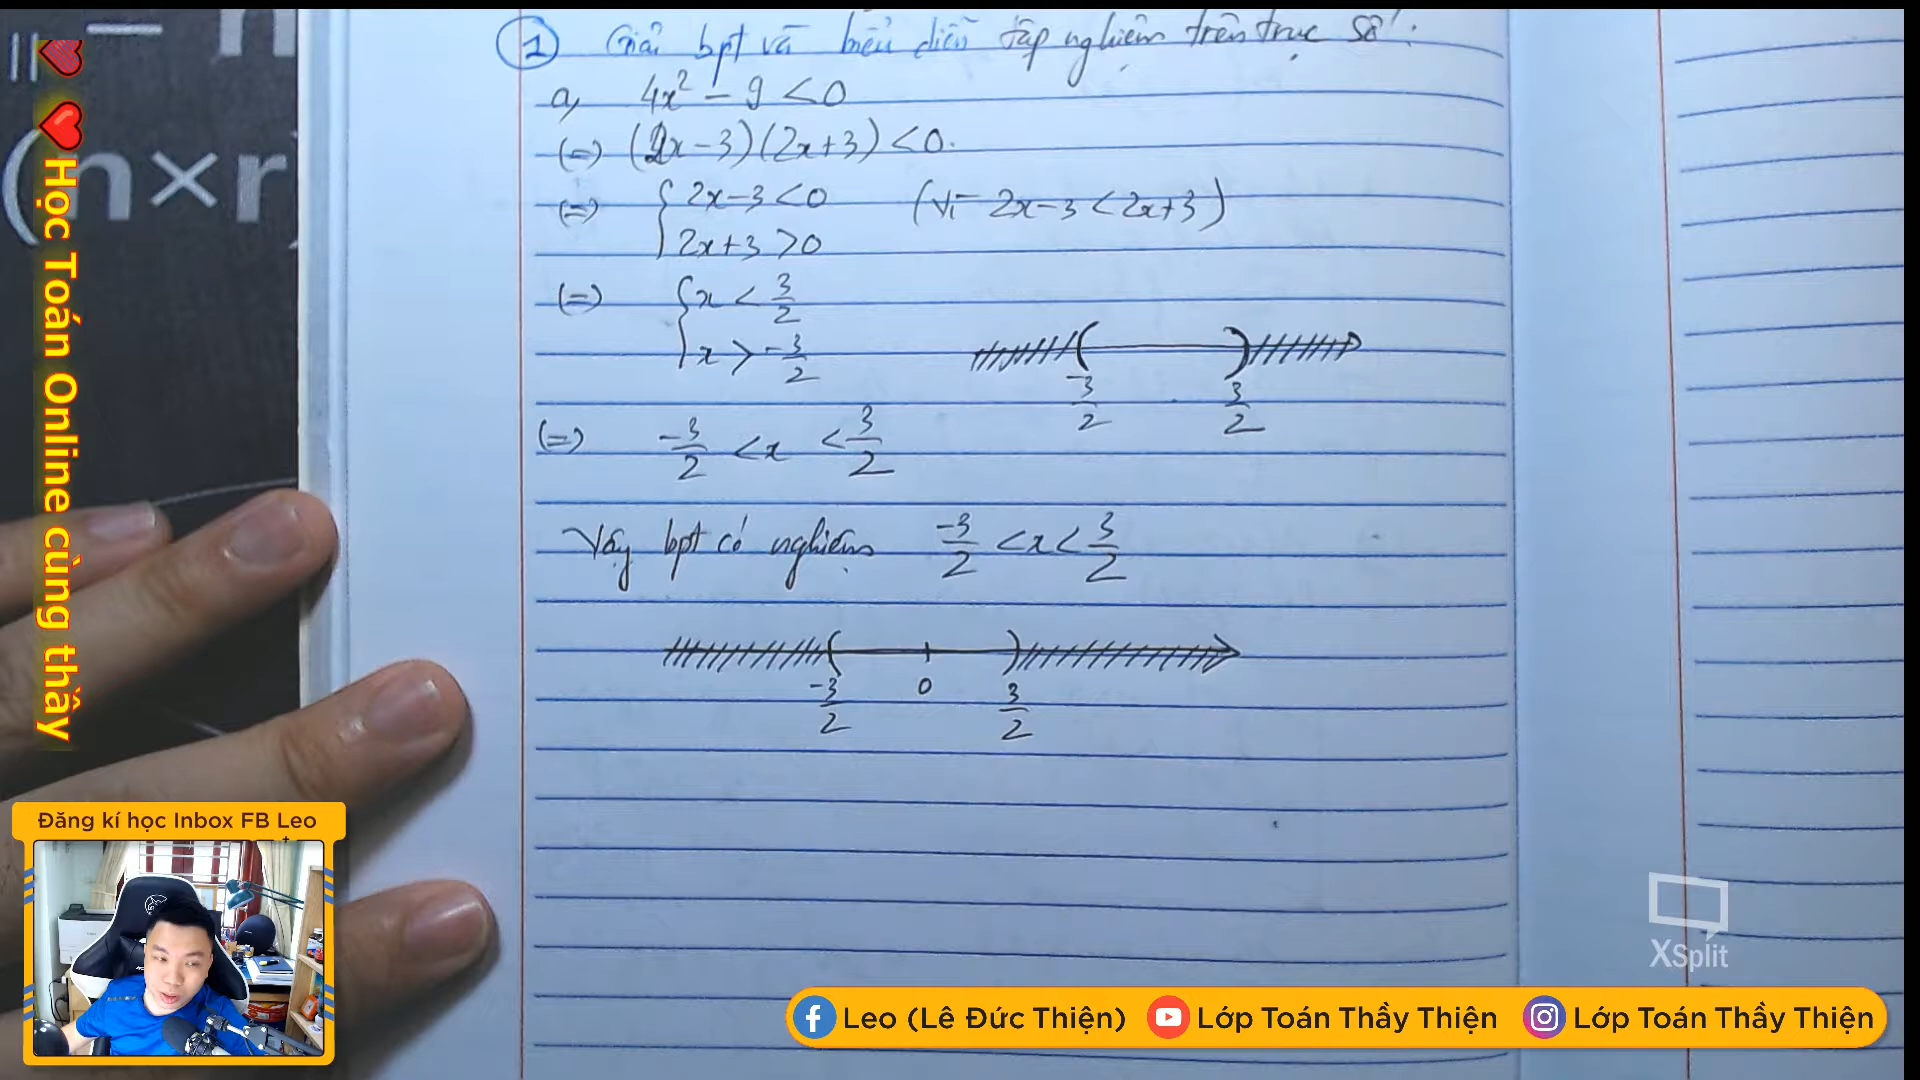 ① Giải bpt và biểu diễn tập nghiệm trên trục số:
a, 4x² - 9 < 0
(=) (2x-3)(2x+3) < 0.
(=) { 2x-3 < 0 (vì 2x-3 < 2x+3)
2x+3 > 0
(=) { x < 3/2
x > -3/2
-3/2 3/2
(=) -3/2 < x < 3/2
Vậy bpt có nghiệm -3/2 < x < 3/2
-3/2 0 3/2
n
(n×r)
Học Toán Online cùng thầy
Đăng kí học Inbox FB Leo
XSplit
Leo (Lê Đức Thiện) Lớp Toán Thầy Thiện Lớp Toán Thầy Thiện